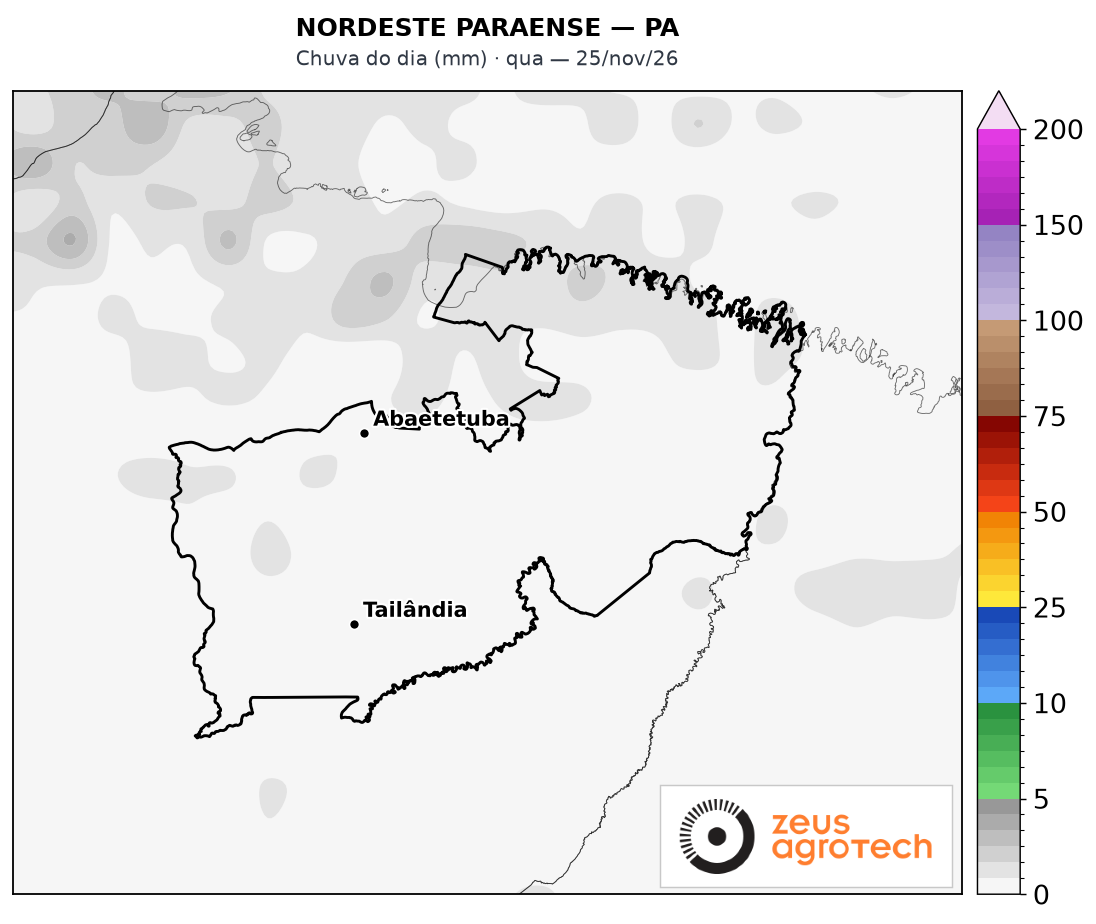 NORDESTE PARAENSE — PA
Chuva do dia (mm) · qua — 25/nov/26
200
150
100
75
50
25
10
5
0
Abaetetuba
Tailândia
zeus
agrotech